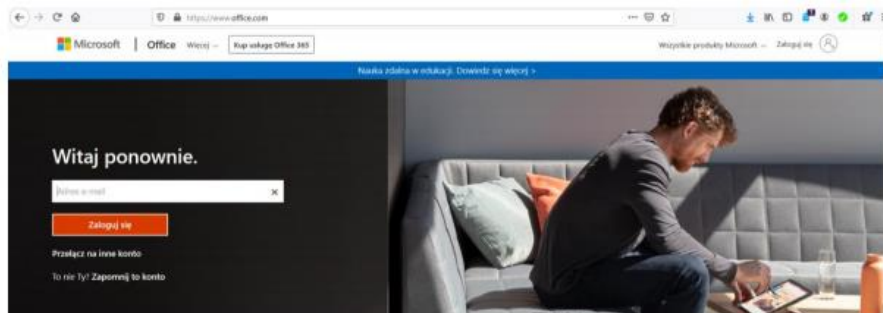 https://www.office.com
Microsoft | Office Więcej Kup usługę Office 365 Wszystkie produkty Microsoft Zaloguj się
Nauka zdalna w edukacji. Dowiedz się więcej >
Witaj ponownie.
Adres e-mail
Zaloguj się
Przełącz na inne konto
To nie Ty? Zapomnij to konto